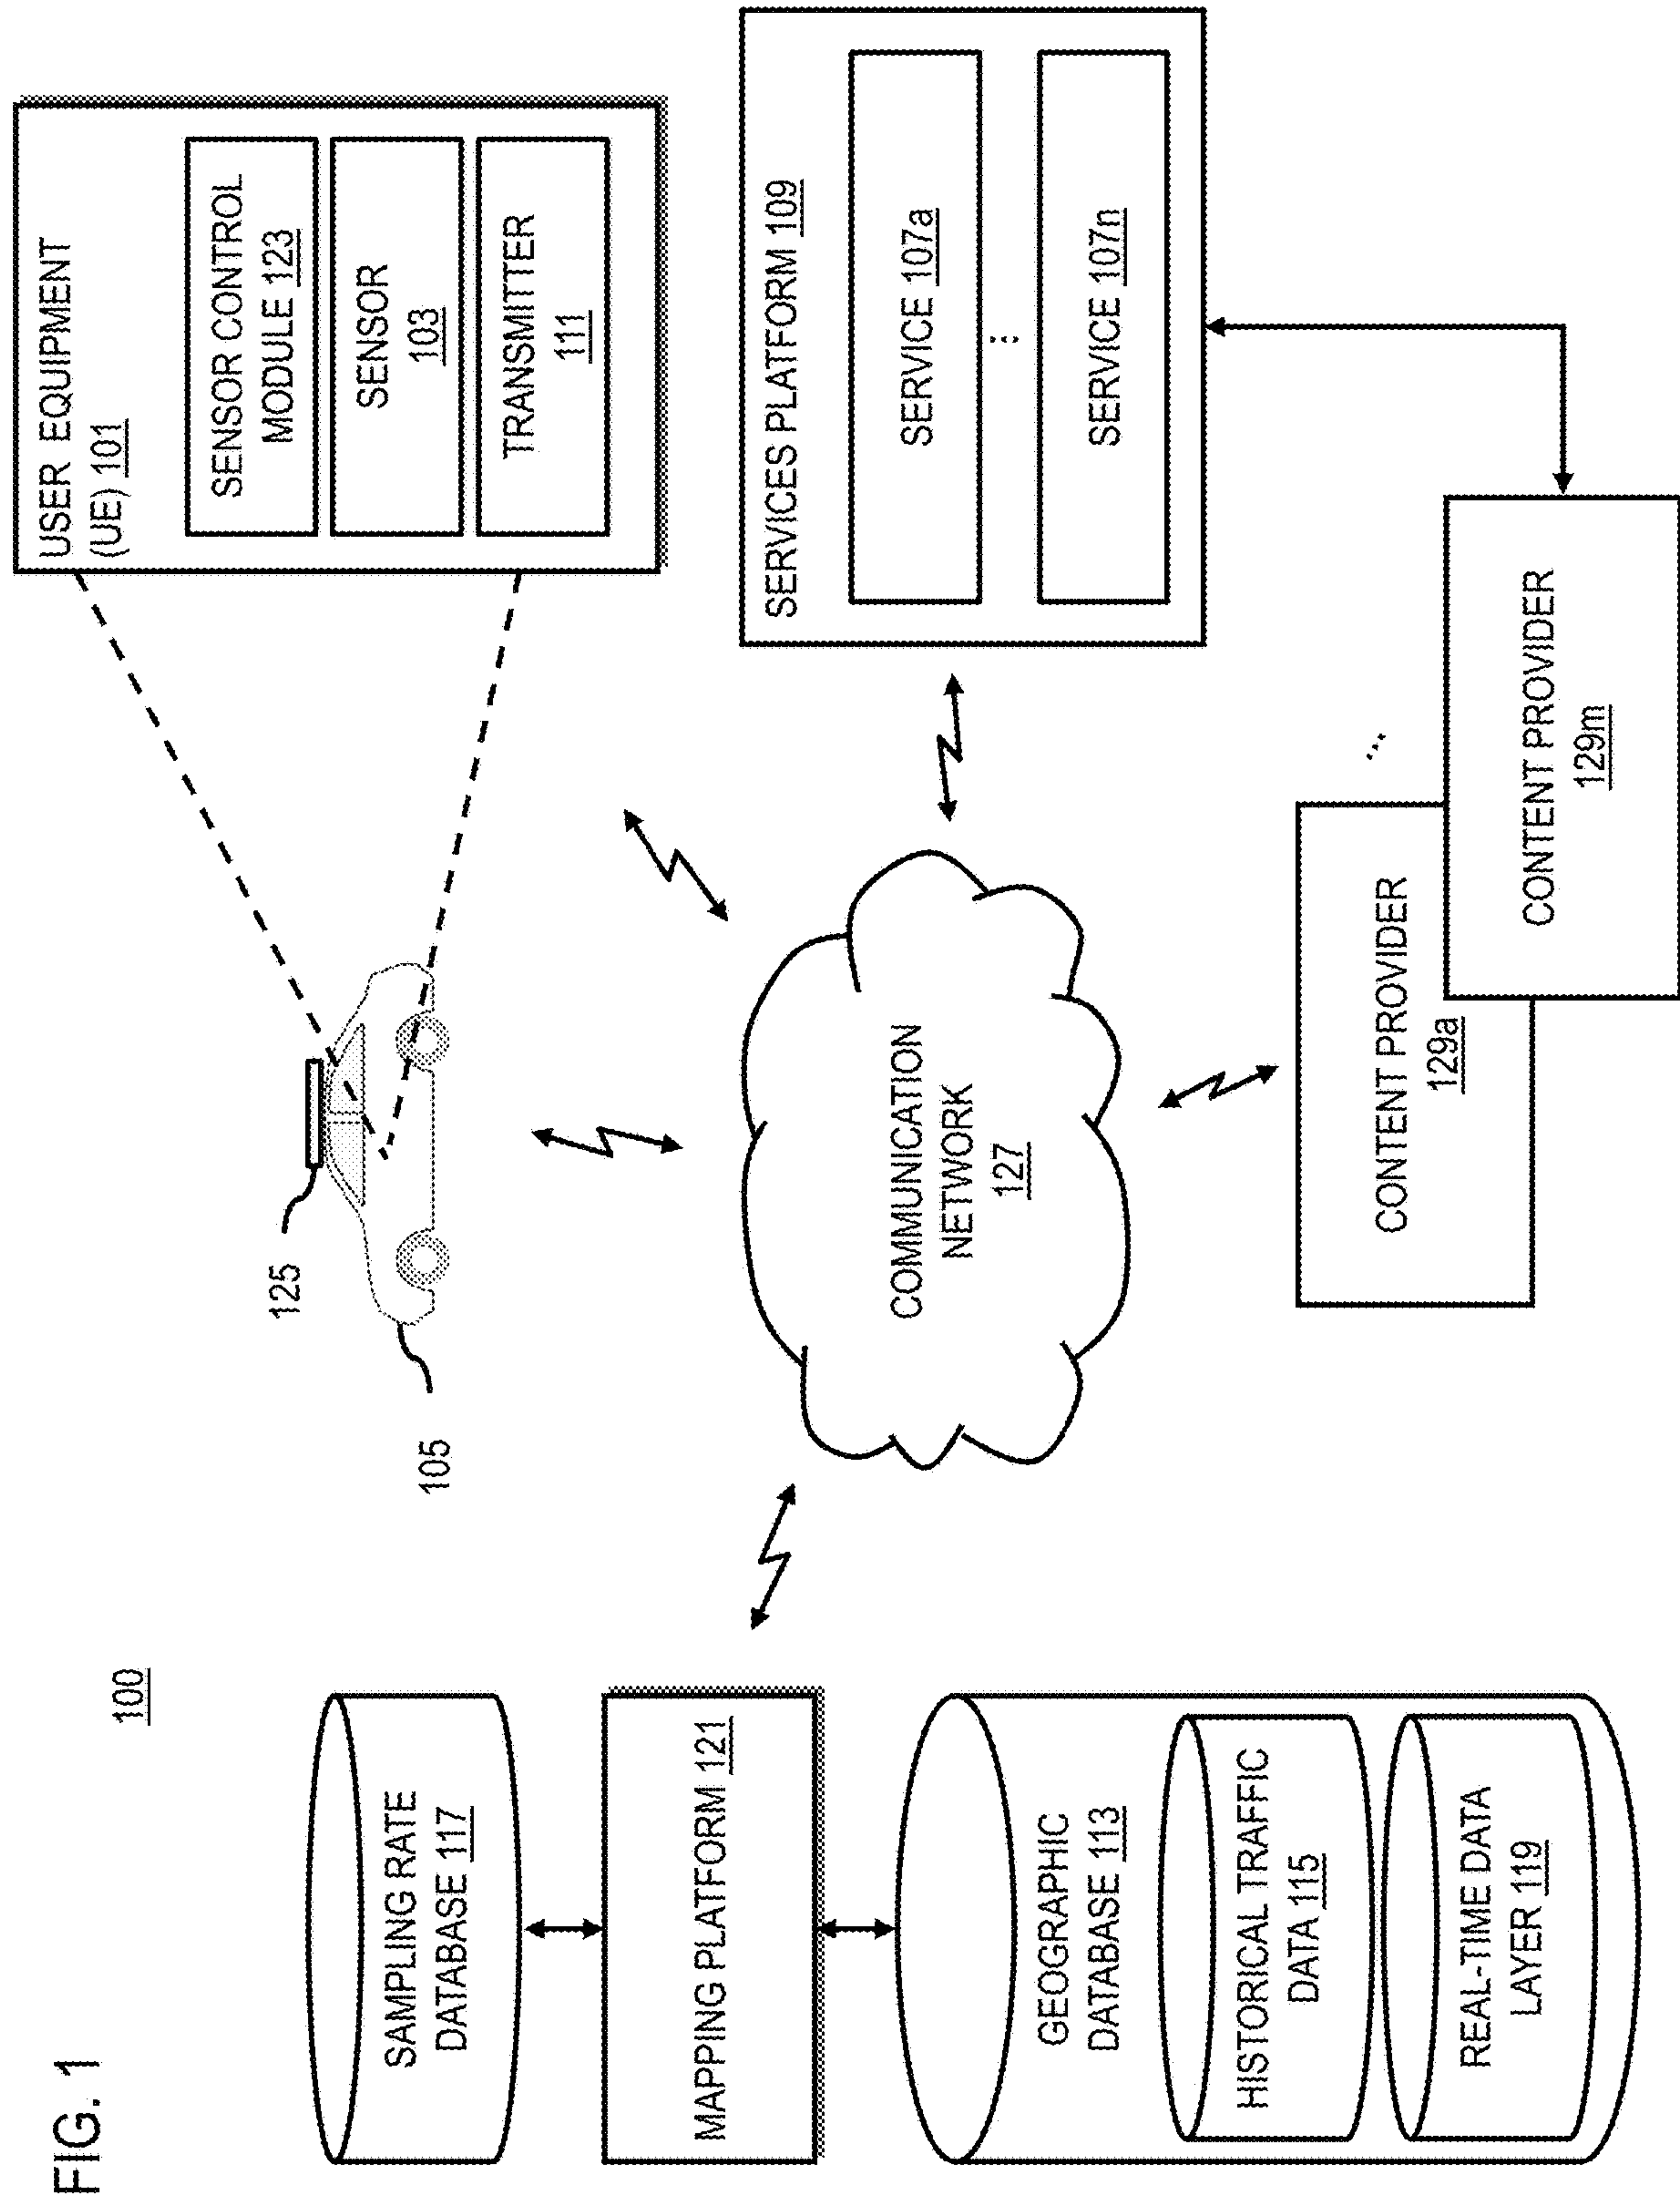 FIG. 1
100
SAMPLING RATE
DATABASE 117
MAPPING PLATFORM 121
GEOGRAPHIC
DATABASE 113
HISTORICAL TRAFFIC
DATA 115
REAL-TIME DATA
LAYER 119
125
105
COMMUNICATION
NETWORK
127
USER EQUIPMENT
(UE) 101
SENSOR CONTROL
MODULE 123
SENSOR
103
TRANSMITTER
111
SERVICES PLATFORM 109
SERVICE 107a
...
SERVICE 107n
CONTENT PROVIDER
129a
...
CONTENT PROVIDER
129m